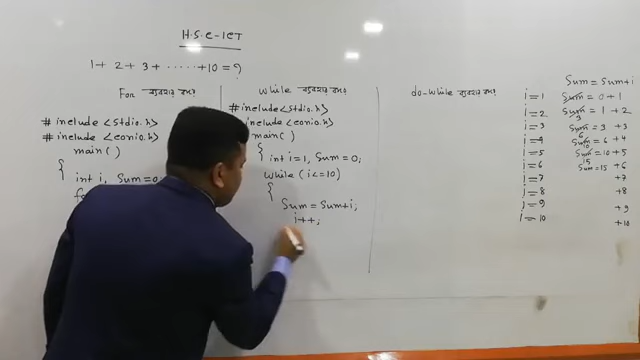 H.S.C-ICT
1 + 2 + 3 + ...... + 10 = ?
For ব্যবহার করে
#include <stdio.h>
#include <conio.h>
main( )
{
int i, Sum=0
while ব্যবহার করে
#include <stdio.h>
#include <conio.h>
main( )
{ int i=1, Sum=0;
while (i<=10)
{
Sum = Sum+i;
i++;
do-while ব্যবহার করে
Sum = Sum+i
i=1 Sum = 0+1
i=2 Sum = 1+2
i=3 Sum = 3+3
i=4 Sum = 6+4
i=5 Sum = 10+5
i=6 Sum = 15+6
i=7 +7
i=8 +8
i=9 +9
i=10 +10